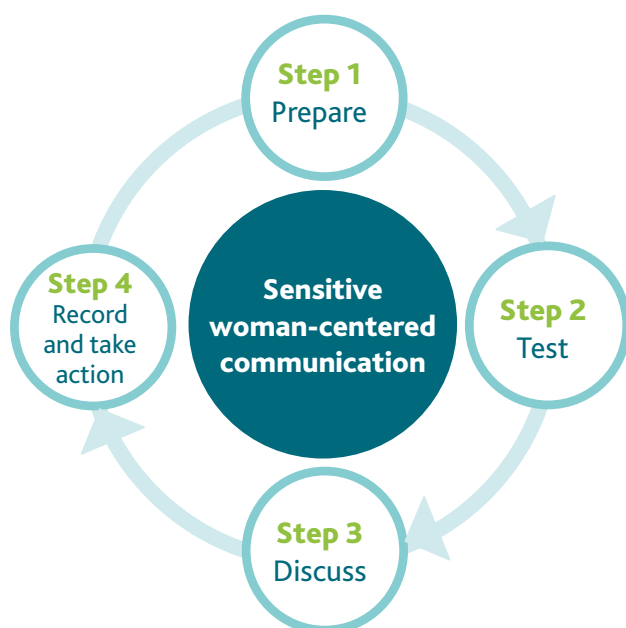 Step 1
Prepare
Step 2
Test
Step 3
Discuss
Step 4
Record
and take
action
Sensitive
woman-centered
communication